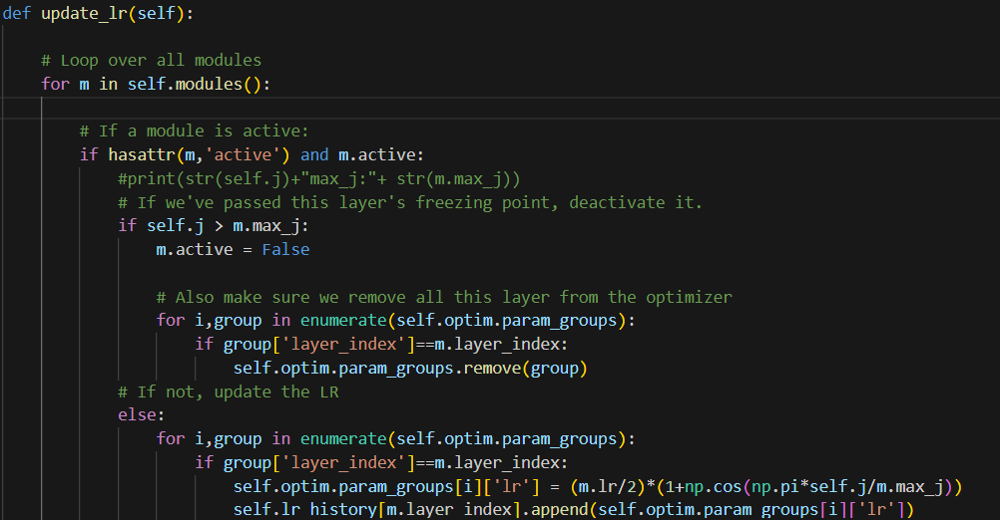 def update_lr(self):
# Loop over all modules
for m in self.modules():
# If a module is active:
if hasattr(m,'active') and m.active:
#print(str(self.j)+"max_j:"+ str(m.max_j))
# If we've passed this layer's freezing point, deactivate it.
if self.j > m.max_j:
m.active = False
# Also make sure we remove all this layer from the optimizer
for i,group in enumerate(self.optim.param_groups):
if group['layer_index']==m.layer_index:
self.optim.param_groups.remove(group)
# If not, update the LR
else:
for i,group in enumerate(self.optim.param_groups):
if group['layer_index']==m.layer_index:
self.optim.param_groups[i]['lr'] = (m.lr/2)*(1+np.cos(np.pi*self.j/m.max_j))
self.lr_history[m.layer_index].append(self.optim.param_groups[i]['lr'])